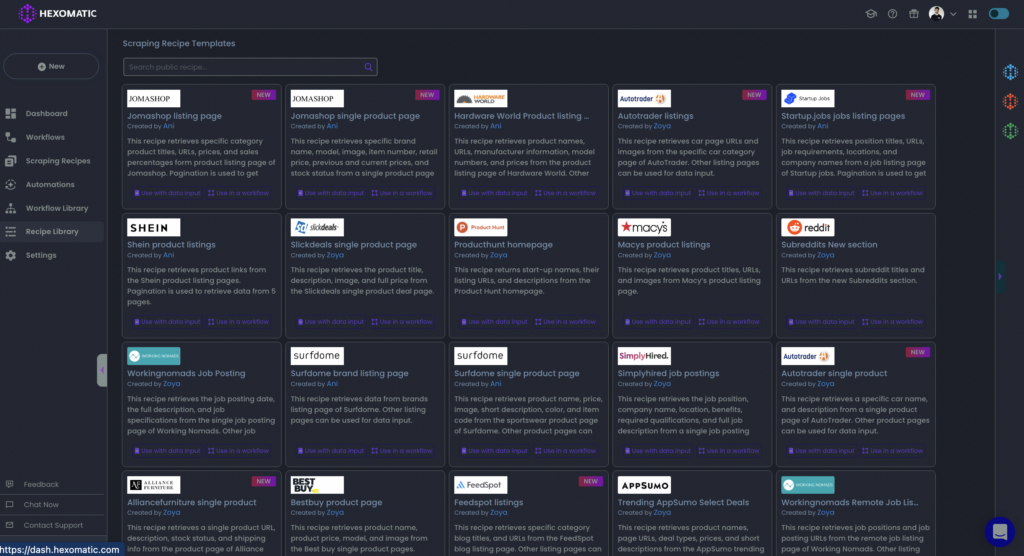 HEXOMATIC
New
Dashboard
Workflows
Scraping Recipes
Automations
Workflow Library
Recipe Library
Settings
Feedback
Chat Now
Contact Support
https://dash.hexomatic.com
Scraping Recipe Templates
Search public recipe...
JOMASHOP
NEW
Jomashop listing page
Created by Ani
This recipe retrieves specific category
product titles, URLs, prices, and sales
percentages form product listing page of
Jomashop. Pagination is used to get
Use with data input Use in a workflow
JOMASHOP
NEW
Jomashop single product page
Created by Ani
This recipe retrieves specific brand
name, model, image, item number, retail
price, previous and current prices, and
stock status from a single product page
Use with data input Use in a workflow
HARDWARE
WORLD
Hardware World Product listing ...
Created by Ani
This recipe retrieves product names,
URLs, manufacturer information, model
numbers, and prices from the product
listing page of Hardware World. Other
Use with data input Use in a workflow
Autotrader
NEW
Autotrader listings
Created by Zoya
This recipe retrieves car page URLs and
images from the specific car category
page of AutoTrader. Other listing pages
can be used for data input.
Use with data input Use in a workflow
Startup Jobs
NEW
Startup.jobs jobs listing pages
Created by Ani
This recipe retrieves position titles, URLs,
job requirements, locations, and
company names from a job listing page
of Startup jobs. Pagination is used to get
Use with data input Use in a workflow
SHEIN
Shein product listings
Created by Ani
This recipe retrieves product links from
the Shein product listing pages.
Pagination is used to retrieve data from 5
pages.
Use with data input Use in a workflow
slickdeals
Slickdeals single product page
Created by Zoya
This recipe retrieves the product title,
description, image, and full price from
the Slickdeals single product deal page.
Use with data input Use in a workflow
Product Hunt
Producthunt homepage
Created by Zoya
This recipe returns start-up names, their
listing URLs, and descriptions from the
Product Hunt homepage.
Use with data input Use in a workflow
macys
Macys product listings
Created by Zoya
This recipe retrieves product titles, URLs,
and images from Macy's product listing
page.
Use with data input Use in a workflow
reddit
Subreddits New section
Created by Zoya
This recipe retrieves subreddit titles and
URLs from the new Subreddits section.
Use with data input Use in a workflow
WORKING NOMADS
Workingnomads Job Posting
Created by Zoya
This recipe retrieves the job posting date,
the full description, and job
specifications from the single job posting
page of Working Nomads. Other job
Use with data input Use in a workflow
surfdome
Surfdome brand listing page
Created by Ani
This recipe retrieves data from brands
listing page of Surfdome. Other listing
pages can be used for data input.
Use with data input Use in a workflow
surfdome
Surfdome single product page
Created by Ani
This recipe retrieves product name, price,
image, short description, color, and item
code from the sportswear product page
of Surfdome. Other product pages can
Use with data input Use in a workflow
SimplyHired.
Simplyhired job postings
Created by Zoya
This recipe retrieves the job position,
company name, location, benefits,
required qualifications, and full job
description from a single job posting
Use with data input Use in a workflow
Autotrader
NEW
Autotrader single product
Created by Zoya
This recipe retrieves a specific car name,
and description from a single product
page of AutoTrader. Other product pages
can be used for data input.
Use with data input Use in a workflow
ALLIANCE
FURNITURE
NEW
Alliancefurniture single product
Created by Zoya
This recipe retrieves a single product URL,
description, stock status, and shipping
info from the product page of Alliance
BEST
BUY
Bestbuy product page
Created by Zoya
This recipe retrieves product name,
product description, model, and image
from the Best buy single product page.
FeedSpot
NEW
Feedspot listings
Created by Zoya
This recipe retrieves specific category
blog titles, and URLs from the FeedSpot
blog listing page. Other listing pages can
APPSUMO
Trending AppSumo Select Deals
Created by Zoya
This recipe retrieves product names,
page URLs, deal types, prices, and short
descriptions from the AppSumo trending
WORKING NOMADS
Workingnomads Remote Job Lis...
Created by Zoya
This recipe retrieves job positions and job
posting URLs from the remote job listing
page of Working Nomads. Other listing